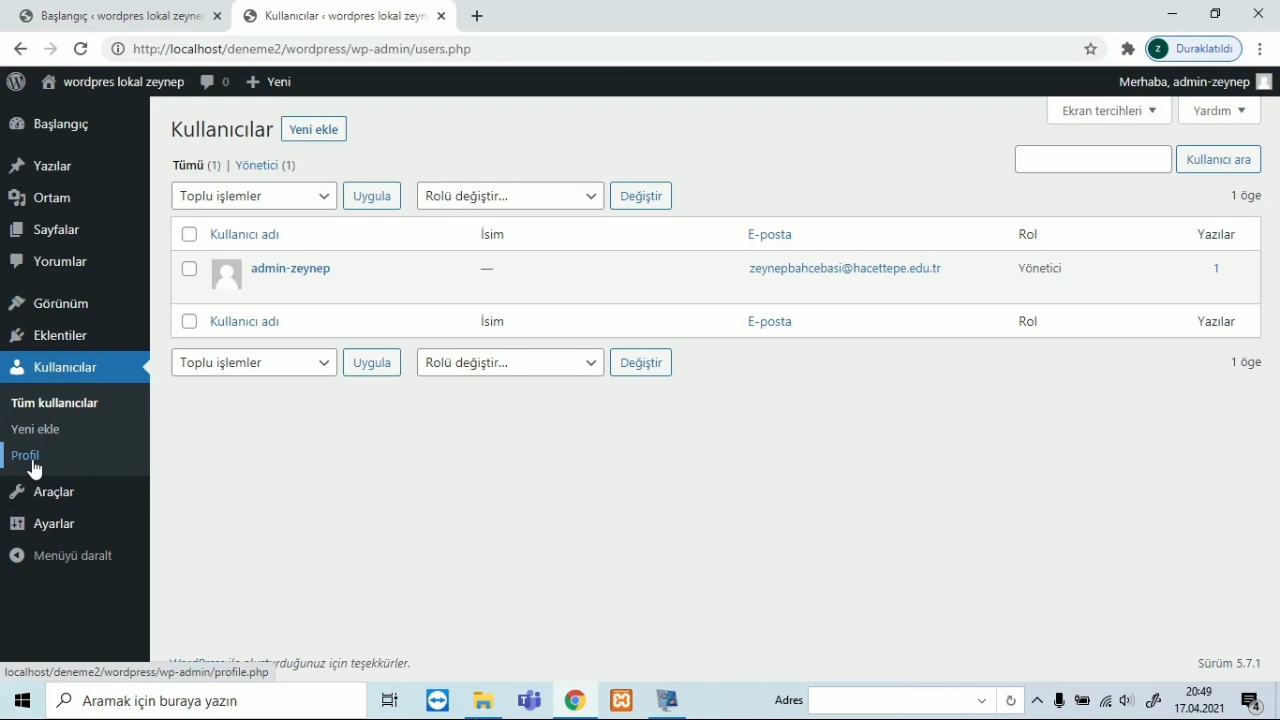 Başlangıç ‹ wordpres lokal zeyne
Kullanıcılar ‹ wordpres lokal zeyn
http://localhost/deneme2/wordpress/wp-admin/users.php
z Duraklatıldı
wordpres lokal zeynep
0
Yeni
Merhaba, admin-zeynep
Başlangıç
Yazılar
Ortam
Sayfalar
Yorumlar
Görünüm
Eklentiler
Kullanıcılar
Tüm kullanıcılar
Yeni ekle
Profil
Araçlar
Ayarlar
Menüyü daralt
Ekran tercihleri
Yardım
Kullanıcılar Yeni ekle
Tümü (1) | Yönetici (1)
Kullanıcı ara
Toplu işlemler Uygula Rolü değiştir... Değiştir 1 öge
Kullanıcı adı İsim E-posta Rol Yazılar
admin-zeynep — zeynepbahcebasi@hacettepe.edu.tr Yönetici 1
Kullanıcı adı İsim E-posta Rol Yazılar
Toplu işlemler Uygula Rolü değiştir... Değiştir 1 öge
için teşekkürler.
Sürüm 5.7.1
localhost/deneme2/wordpress/wp-admin/profile.php
Aramak için buraya yazın
Adres
20:49
17.04.2021
4